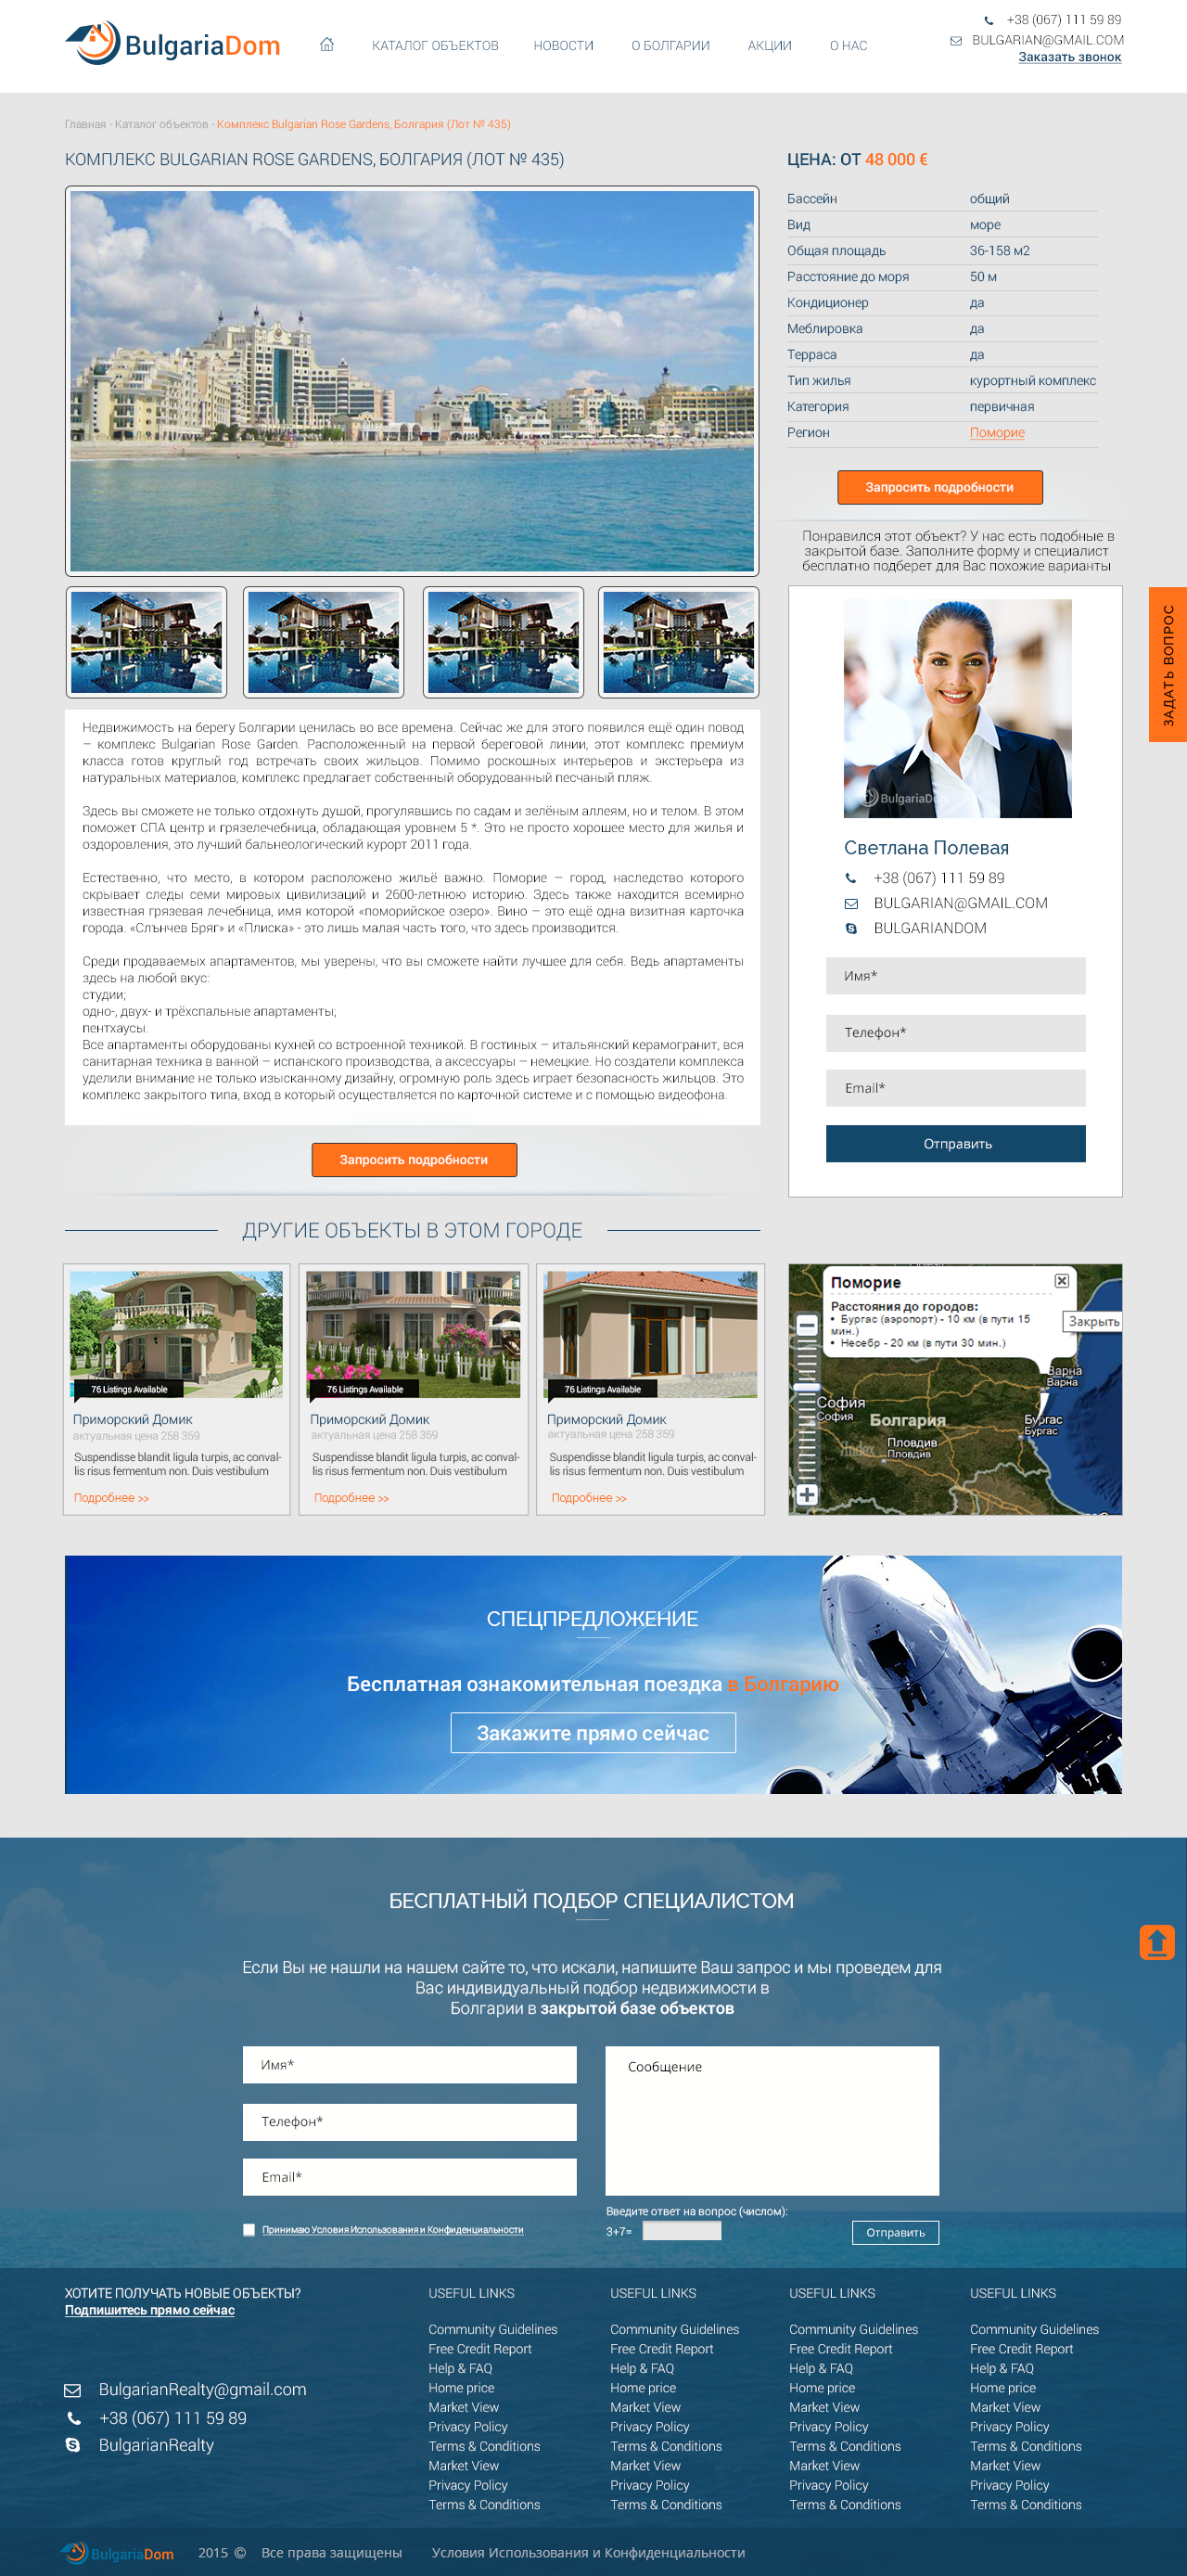 BulgariaDom
КАТАЛОГ ОБЪЕКТОВ
НОВОСТИ
О БОЛГАРИИ
АКЦИИ
О НАС
+38 (067) 111 59 89
BULGARIAN@GMAIL.COM
Заказать звонок
Главная - Каталог объектов - Комплекс Bulgarian Rose Gardens, Болгария (Лот № 435)
КОМПЛЕКС BULGARIAN ROSE GARDENS, БОЛГАРИЯ (ЛОТ № 435)
ЦЕНА: ОТ 48 000 €
Бассейн общий
Вид море
Общая площадь 36-158 м2
Расстояние до моря 50 м
Кондиционер да
Меблировка да
Терраса да
Тип жилья курортный комплекс
Категория первичная
Регион Поморие
Запросить подробности
Понравился этот объект? У нас есть подобные в
закрытой базе. Заполните форму и специалист
бесплатно подберет для Вас похожие варианты
ЗАДАТЬ ВОПРОС
BulgariaDom
Светлана Полевая
+38 (067) 111 59 89
BULGARIAN@GMAIL.COM
BULGARIANDOM
Имя*
Телефон*
Email*
Отправить
Недвижимость на берегу Болгарии ценилась во все времена. Сейчас же для этого появился ещё один повод
– комплекс Bulgarian Rose Garden. Расположенный на первой береговой линии, этот комплекс премиум
класса готов круглый год встречать своих жильцов. Помимо роскошных интерьеров и экстерьера из
натуральных материалов, комплекс предлагает собственный оборудованный песчаный пляж.
Здесь вы сможете не только отдохнуть душой, прогулявшись по садам и зелёным аллеям, но и телом. В этом
поможет СПА центр и грязелечебница, обладающая уровнем 5 *. Это не просто хорошее место для жилья и
оздоровления, это лучший бальнеологический курорт 2011 года.
Естественно, что место, в котором расположено жильё важно. Поморие – город, наследство которого
скрывает следы семи мировых цивилизаций и 2600-летнюю историю. Здесь также находится всемирно
известная грязевая лечебница, имя которой «поморийское озеро». Вино – это ещё одна визитная карточка
города. «Слънчев Бряг» и «Плиска» - это лишь малая часть того, что здесь производится.
Среди продаваемых апартаментов, мы уверены, что вы сможете найти лучшее для себя. Ведь апартаменты
здесь на любой вкус:
студии;
одно-, двух- и трёхспальные апартаменты;
пентхаусы.
Все апартаменты оборудованы кухней со встроенной техникой. В гостиных – итальянский керамогранит, вся
санитарная техника в ванной – испанского производства, а аксессуары – немецкие. Но создатели комплекса
уделили внимание не только изысканному дизайну, огромную роль здесь играет безопасность жильцов. Это
комплекс закрытого типа, вход в который осуществляется по карточной системе и с помощью видеофона.
Запросить подробности
ДРУГИЕ ОБЪЕКТЫ В ЭТОМ ГОРОДЕ
76 Listings Available
Приморский Домик
актуальная цена 258 359
Suspendisse blandit ligula turpis, ac conval-
lis risus fermentum non. Duis vestibulum
Подробнее >>
76 Listings Available
Приморский Домик
актуальная цена 258 359
Suspendisse blandit ligula turpis, ac conval-
lis risus fermentum non. Duis vestibulum
Подробнее >>
76 Listings Available
Приморский Домик
актуальная цена 258 359
Suspendisse blandit ligula turpis, ac conval-
lis risus fermentum non. Duis vestibulum
Подробнее >>
Поморие
Расстояния до городов:
• Бургас (аэропорт) - 10 км (в пути 15
мин.)
• Несебр - 20 км (в пути 30 мин.)
Закрыть
Варна
Варна
София
София
Болгария
Бургас
Бургас
Пловдив
Пловдив
СПЕЦПРЕДЛОЖЕНИЕ
Бесплатная ознакомительная поездка в Болгарию
Закажите прямо сейчас
БЕСПЛАТНЫЙ ПОДБОР СПЕЦИАЛИСТОМ
Если Вы не нашли на нашем сайте то, что искали, напишите Ваш запрос и мы проведем для
Вас индивидуальный подбор недвижимости в
Болгарии в закрытой базе объектов
Имя*
Телефон*
Email*
Сообщение
Принимаю Условия Использования и Конфиденциальности
Введите ответ на вопрос (числом):
3+7=
Отправить
ХОТИТЕ ПОЛУЧАТЬ НОВЫЕ ОБЪЕКТЫ?
Подпишитесь прямо сейчас
BulgarianRealty@gmail.com
+38 (067) 111 59 89
BulgarianRealty
USEFUL LINKS
Community Guidelines
Free Credit Report
Help & FAQ
Home price
Market View
Privacy Policy
Terms & Conditions
Market View
Privacy Policy
Terms & Conditions
USEFUL LINKS
Community Guidelines
Free Credit Report
Help & FAQ
Home price
Market View
Privacy Policy
Terms & Conditions
Market View
Privacy Policy
Terms & Conditions
USEFUL LINKS
Community Guidelines
Free Credit Report
Help & FAQ
Home price
Market View
Privacy Policy
Terms & Conditions
Market View
Privacy Policy
Terms & Conditions
USEFUL LINKS
Community Guidelines
Free Credit Report
Help & FAQ
Home price
Market View
Privacy Policy
Terms & Conditions
Market View
Privacy Policy
Terms & Conditions
BulgariaDom
2015 © Все права защищены
Условия Использования и Конфиденциальности